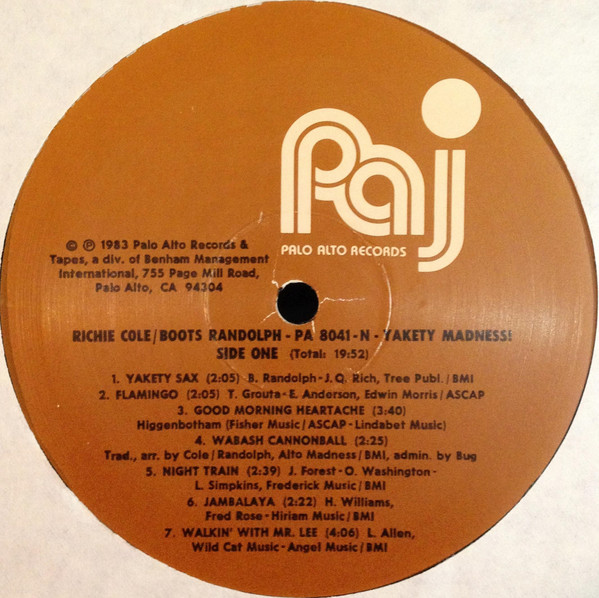 Paj
PALO ALTO RECORDS
© ℗ 1983 Palo Alto Records &
Tapes, a div. of Benham Management
International, 755 Page Mill Road,
Palo Alto, CA 94304
RICHIE COLE/BOOTS RANDOLPH - PA 8041-N - YAKETY MADNESS!
SIDE ONE (Total: 19:52)
1. YAKETY SAX (2:05) B. Randolph-J.Q. Rich, Tree Publ./BMI
2. FLAMINGO (2:05) T. Grouta-E. Anderson, Edwin Morris/ASCAP
3. GOOD MORNING HEARTACHE (3:40)
Higgenbotham (Fisher Music/ASCAP-Lindabet Music)
4. WABASH CANNONBALL (2:25)
Trad., arr. by Cole/Randolph, Alto Madness/BMI, admin. by Bug
5. NIGHT TRAIN (2:39) J. Forest-O. Washington-
L. Simpkins, Frederick Music/BMI
6. JAMBALAYA (2:22) H. Williams,
Fred Rose-Hiriam Music/BMI
7. WALKIN' WITH MR. LEE (4:06) L. Allen,
Wild Cat Music-Angel Music/BMI